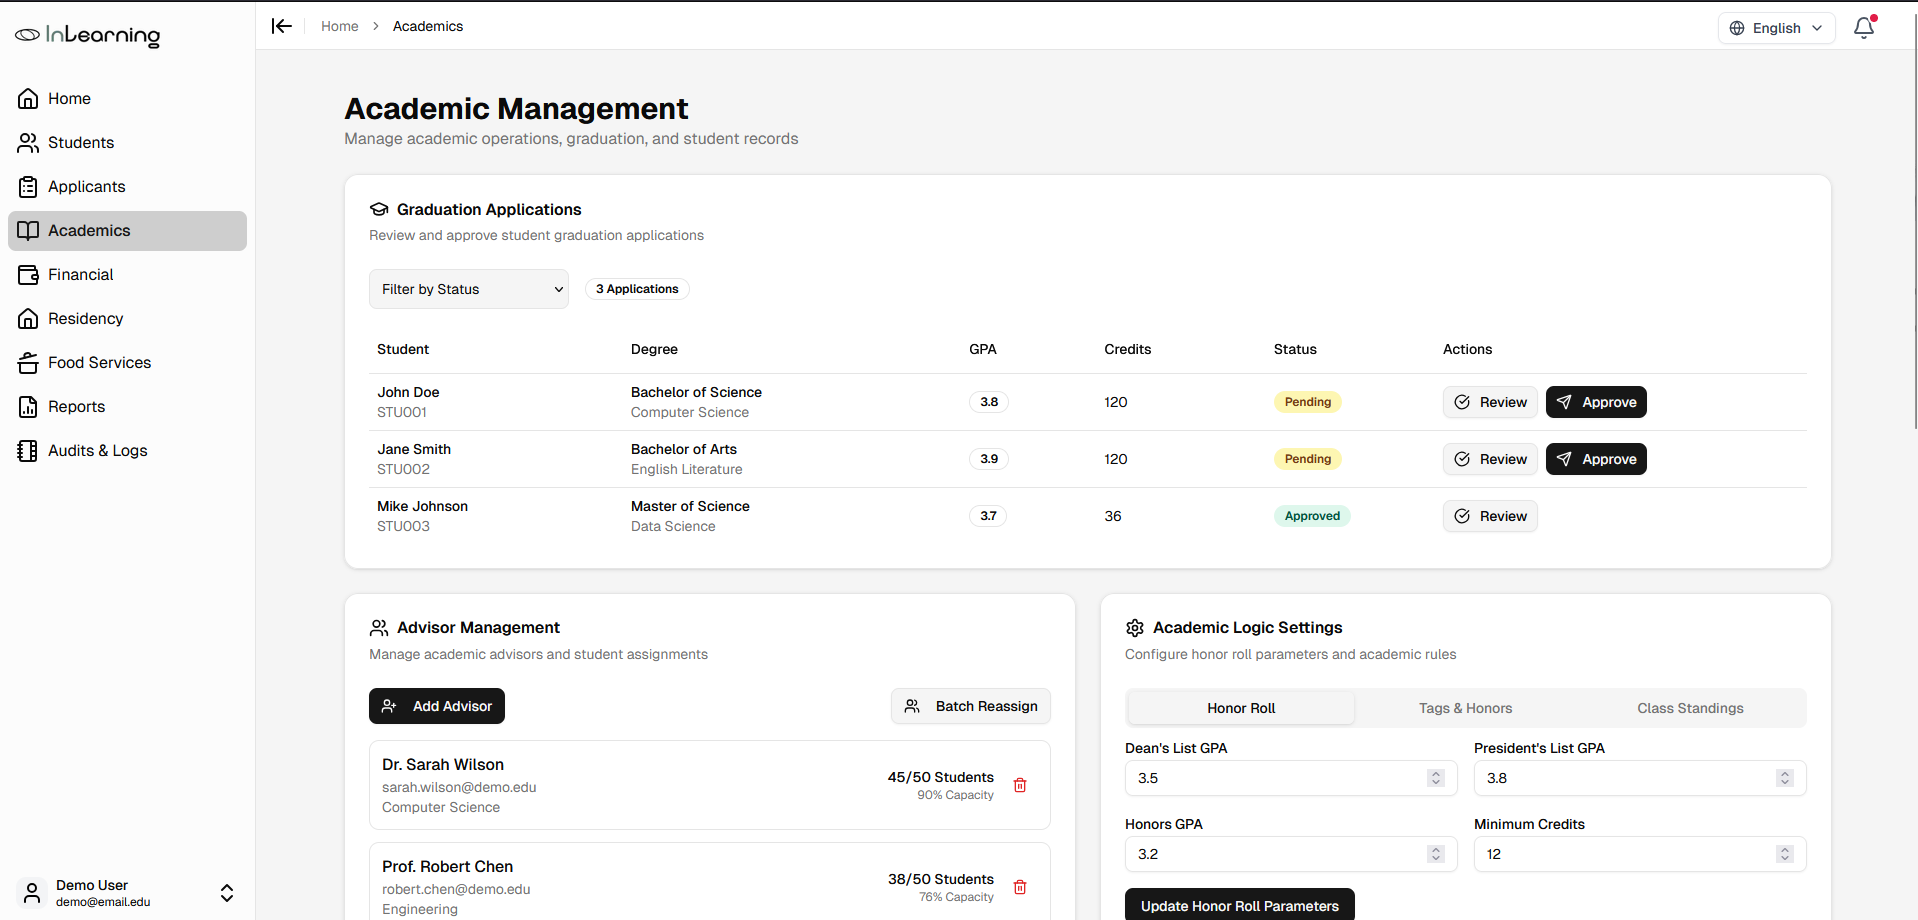 InLearning
Home
Students
Applicants
Academics
Financial
Residency
Food Services
Reports
Audits & Logs
Demo User
demo@email.edu
Home > Academics
English
Academic Management
Manage academic operations, graduation, and student records
Graduation Applications
Review and approve student graduation applications
Filter by Status
3 Applications
Student Degree GPA Credits Status Actions
John Doe Bachelor of Science 3.8 120 Pending Review Approve
STU001 Computer Science
Jane Smith Bachelor of Arts 3.9 120 Pending Review Approve
STU002 English Literature
Mike Johnson Master of Science 3.7 36 Approved Review
STU003 Data Science
Advisor Management
Manage academic advisors and student assignments
Add Advisor Batch Reassign
Dr. Sarah Wilson
sarah.wilson@demo.edu
Computer Science
45/50 Students
90% Capacity
Prof. Robert Chen
robert.chen@demo.edu
Engineering
38/50 Students
76% Capacity
Academic Logic Settings
Configure honor roll parameters and academic rules
Honor Roll Tags & Honors Class Standings
Dean's List GPA President's List GPA
3.5 3.8
Honors GPA Minimum Credits
3.2 12
Update Honor Roll Parameters